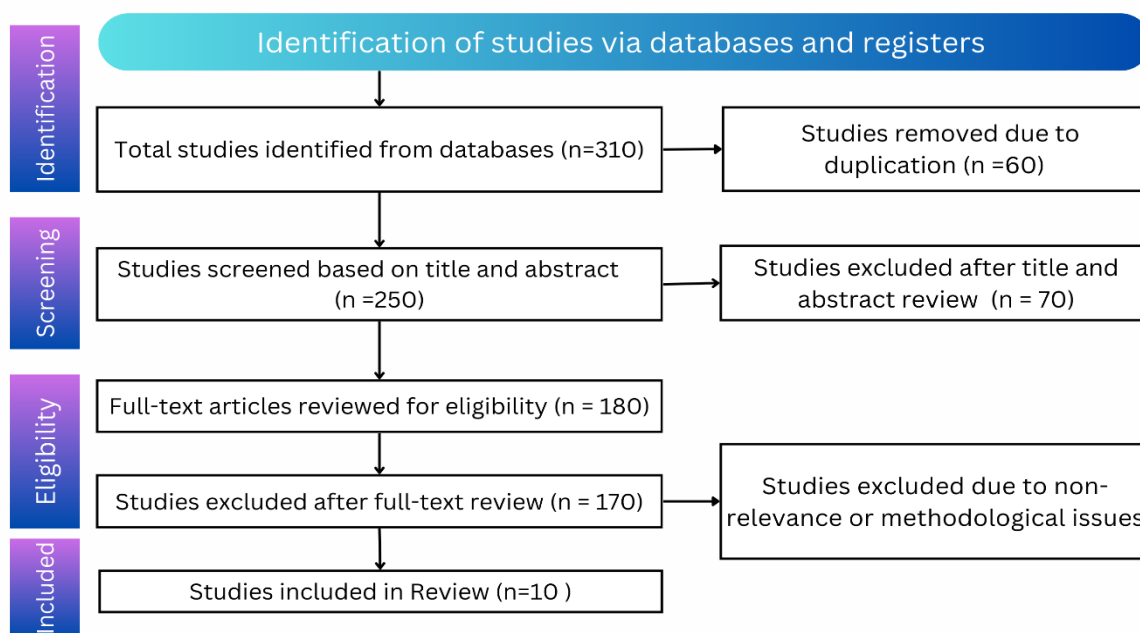 Identification of studies via databases and registers
Identification
Total studies identified from databases (n=310)
Studies removed due to
duplication (n =60)
Screening
Studies screened based on title and abstract
(n =250)
Studies excluded after title and
abstract review (n = 70)
Eligibility
Full-text articles reviewed for eligibility (n = 180)
Studies excluded after full-text review (n = 170)
Studies excluded due to non-
relevance or methodological issues
Included
Studies included in Review (n=10 )